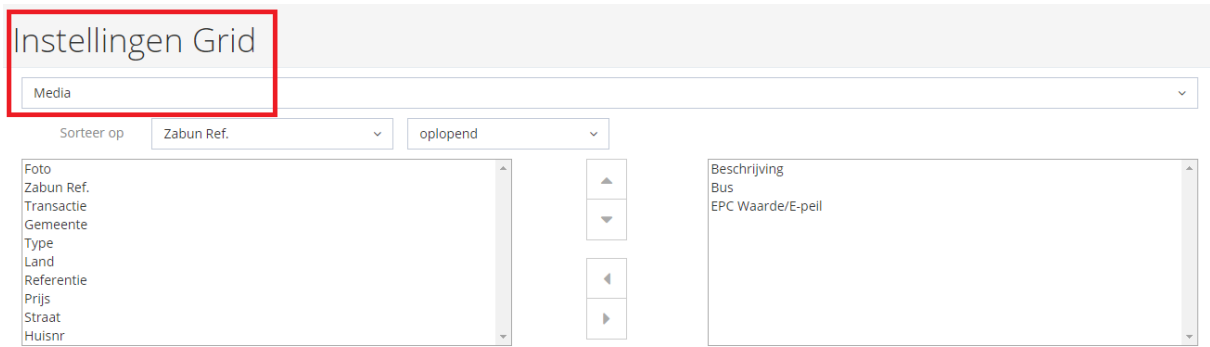 Instellingen Grid
Media
Sorteer op Zabun Ref. oplopend
Foto
Zabun Ref.
Transactie
Gemeente
Type
Land
Referentie
Prijs
Straat
Huisnr
Beschrijving
Bus
EPC Waarde/E-peil